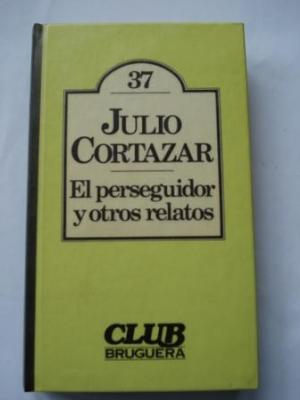 37
JULIO
CORTAZAR
El perseguidor
y otros relatos
CLUB
BRUGUERA